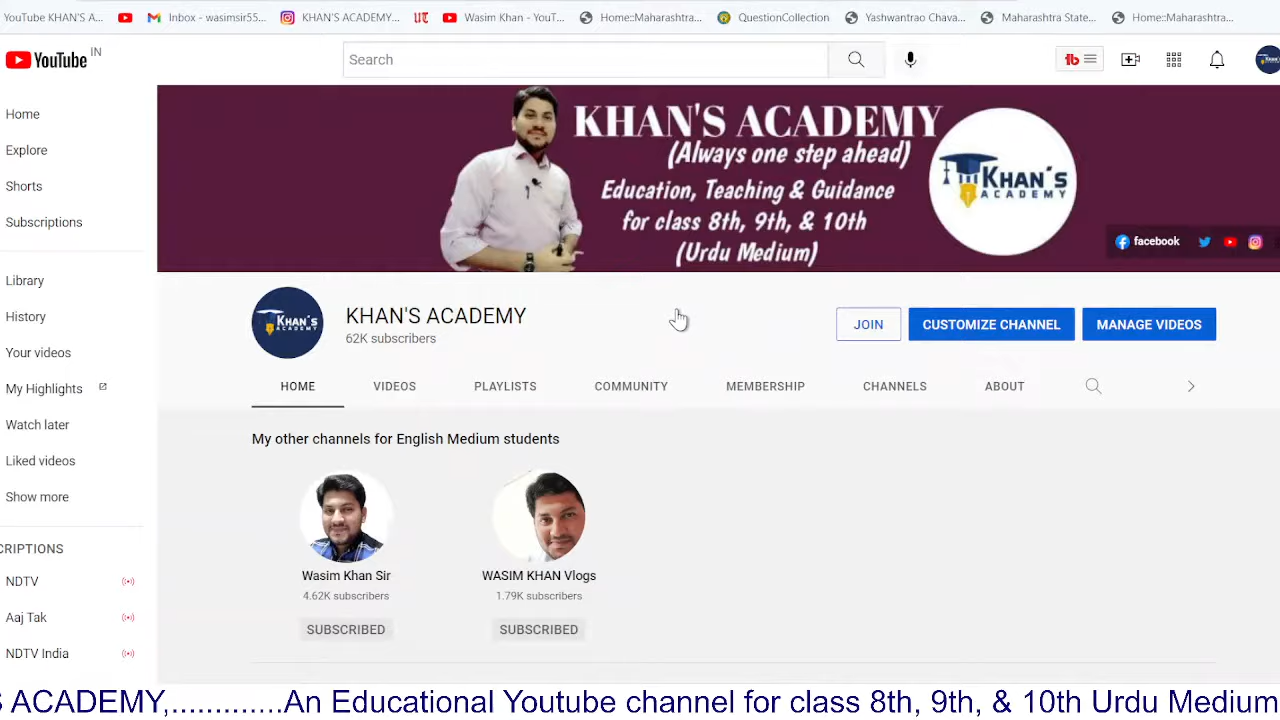 YouTube KHAN'S A...
Inbox - wasimsir55...
KHAN'S ACADEMY...
Wasim Khan - YouT...
Home::Maharashtra...
QuestionCollection
Yashwantrao Chava...
Maharashtra State...
Home::Maharashtra...
YouTube IN
Search
Home
Explore
Shorts
Subscriptions
Library
History
Your videos
My Highlights
Watch later
Liked videos
Show more
CRIPTIONS
NDTV
Aaj Tak
NDTV India
KHAN'S ACADEMY
(Always one step ahead)
Education, Teaching & Guidance
for class 8th, 9th, & 10th
(Urdu Medium)
KHAN'S
ACADEMY
facebook
KHAN'S
ACADEMY
KHAN'S ACADEMY
62K subscribers
JOIN
CUSTOMIZE CHANNEL
MANAGE VIDEOS
HOME
VIDEOS
PLAYLISTS
COMMUNITY
MEMBERSHIP
CHANNELS
ABOUT
My other channels for English Medium students
Wasim Khan Sir
4.62K subscribers
SUBSCRIBED
WASIM KHAN Vlogs
1.79K subscribers
SUBSCRIBED
S ACADEMY,.............An Educational Youtube channel for class 8th, 9th, & 10th Urdu Medium